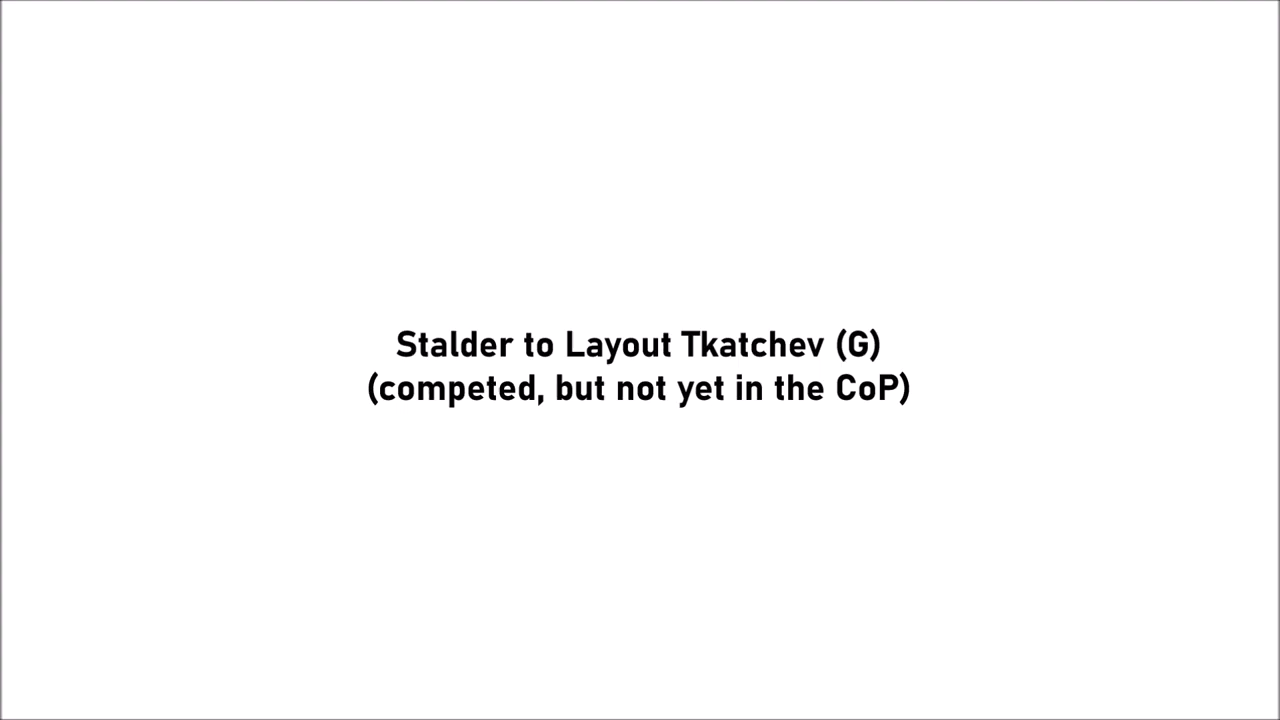 Stalder to Layout Tkatchev (G)
(competed, but not yet in the CoP)